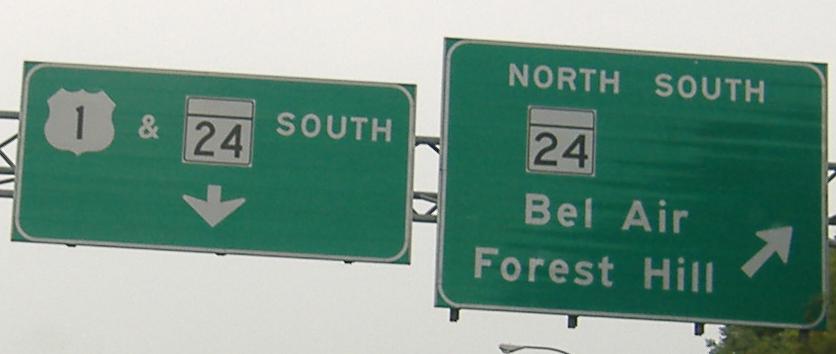 1 & 24 SOUTH
NORTH SOUTH
24
Bel Air
Forest Hill